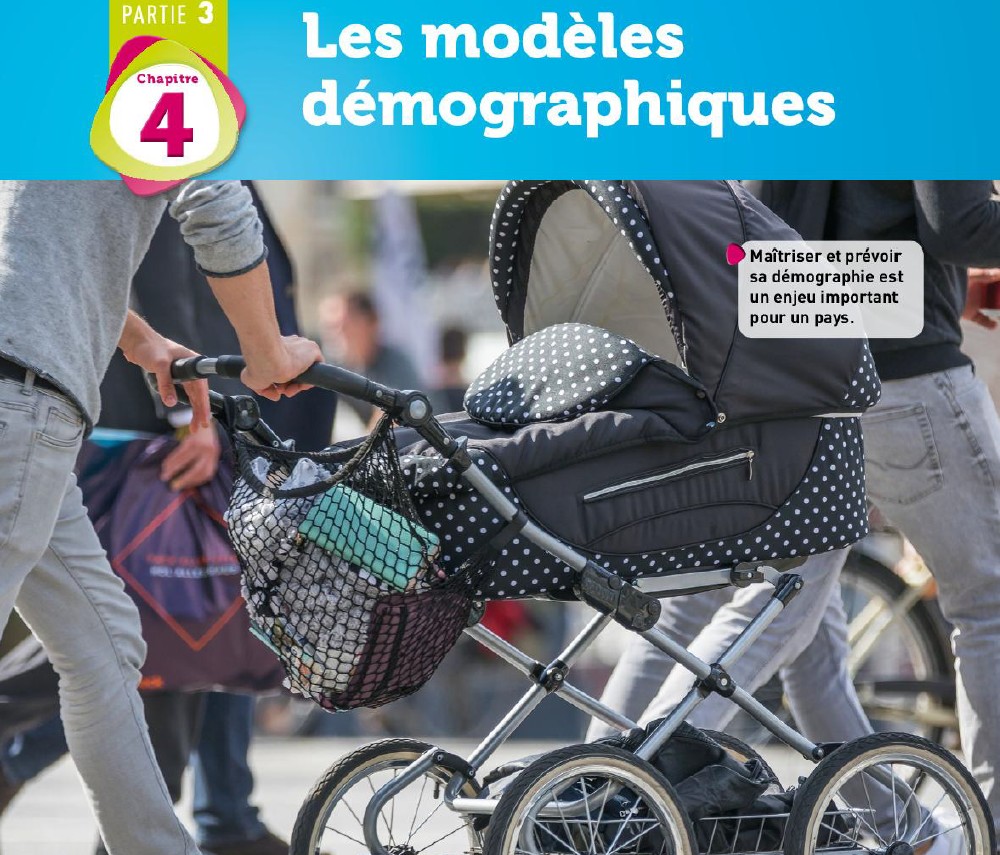 PARTIE 3
Chapitre
4
Les modèles
démographiques
Maîtriser et prévoir
sa démographie est
un enjeu important
pour un pays.